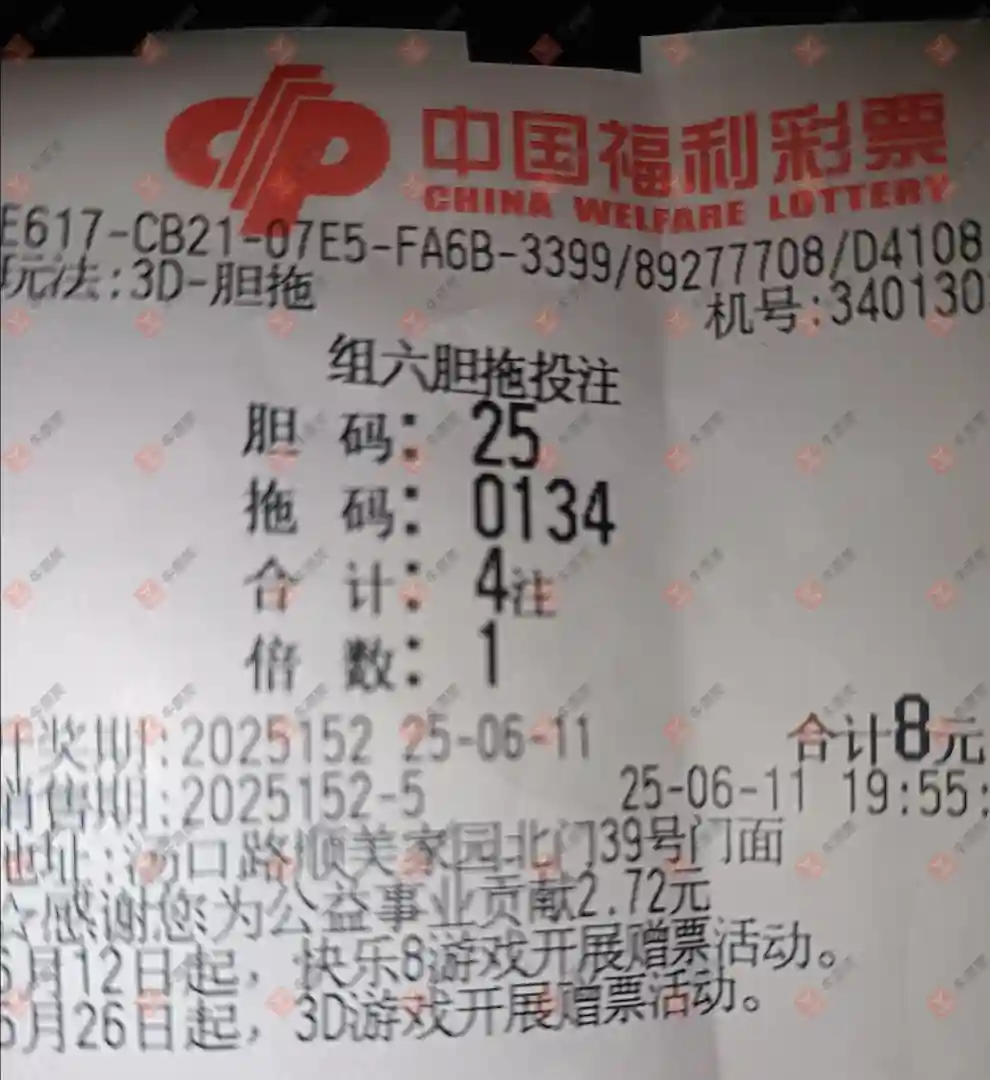 中国福利彩票
CHINA WELFARE LOTTERY
E617-CB21-07E5-FA6B-3399/89277708/D4108
玩法:3D-胆拖
机号:340130
组六胆拖投注
胆 码: 25
拖 码: 0134
合 计: 4注
倍 数: 1
开奖期:2025152 25-06-11 合计8元
销售期:2025152-5 25-06-11 19:55:
地址:汤口路顺美家园北门39号门面
感谢您为公益事业贡献2.72元
6月12日起，快乐8游戏开展赠票活动。
6月26日起，3D游戏开展赠票活动。